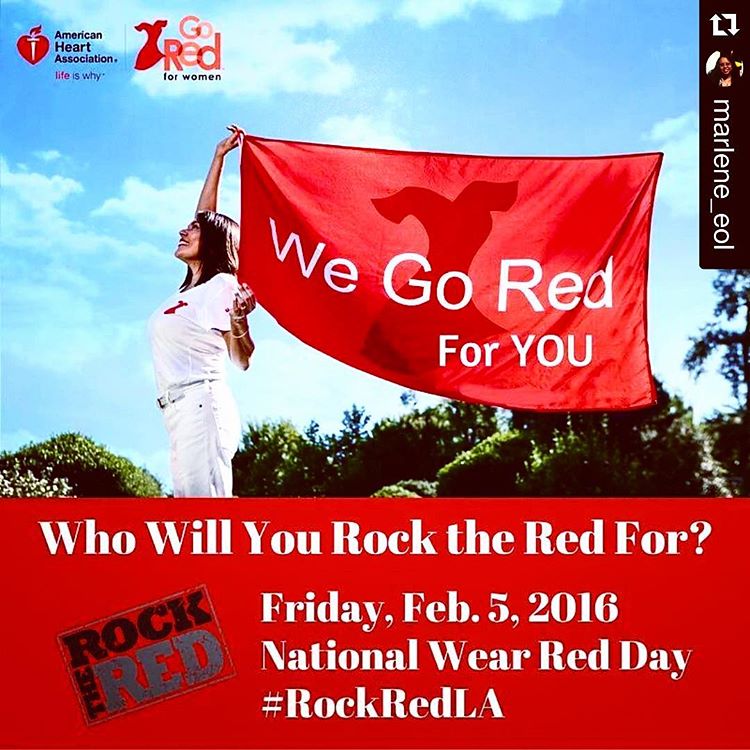 American
Heart
Association®
life is why™
Go
Red
for women
marlene_eol
We Go Red
For YOU
Who Will You Rock the Red For?
ROCK
THE RED
Friday, Feb. 5, 2016
National Wear Red Day
#RockRedLA